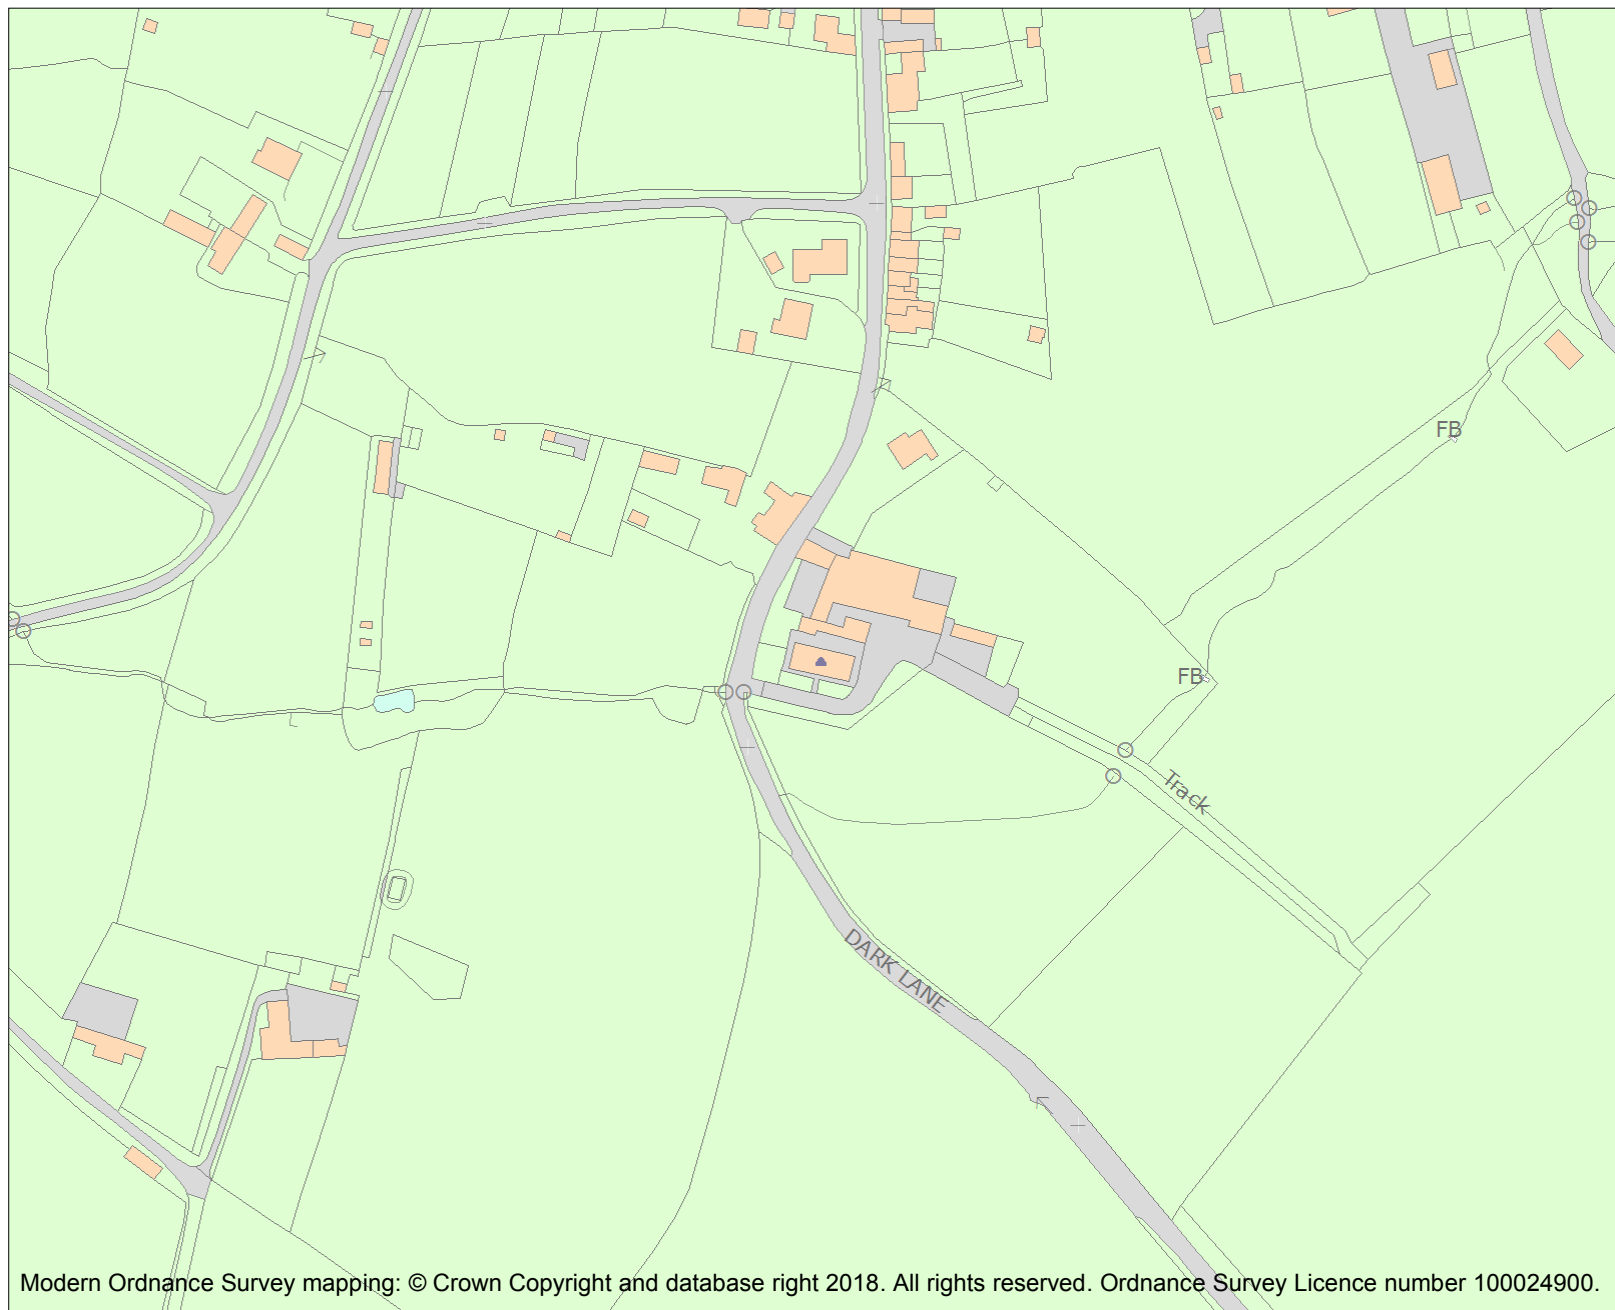 FB
FB
Track
DARK LANE
Modern Ordnance Survey mapping: © Crown Copyright and database right 2018. All rights reserved. Ordnance Survey Licence number 100024900.